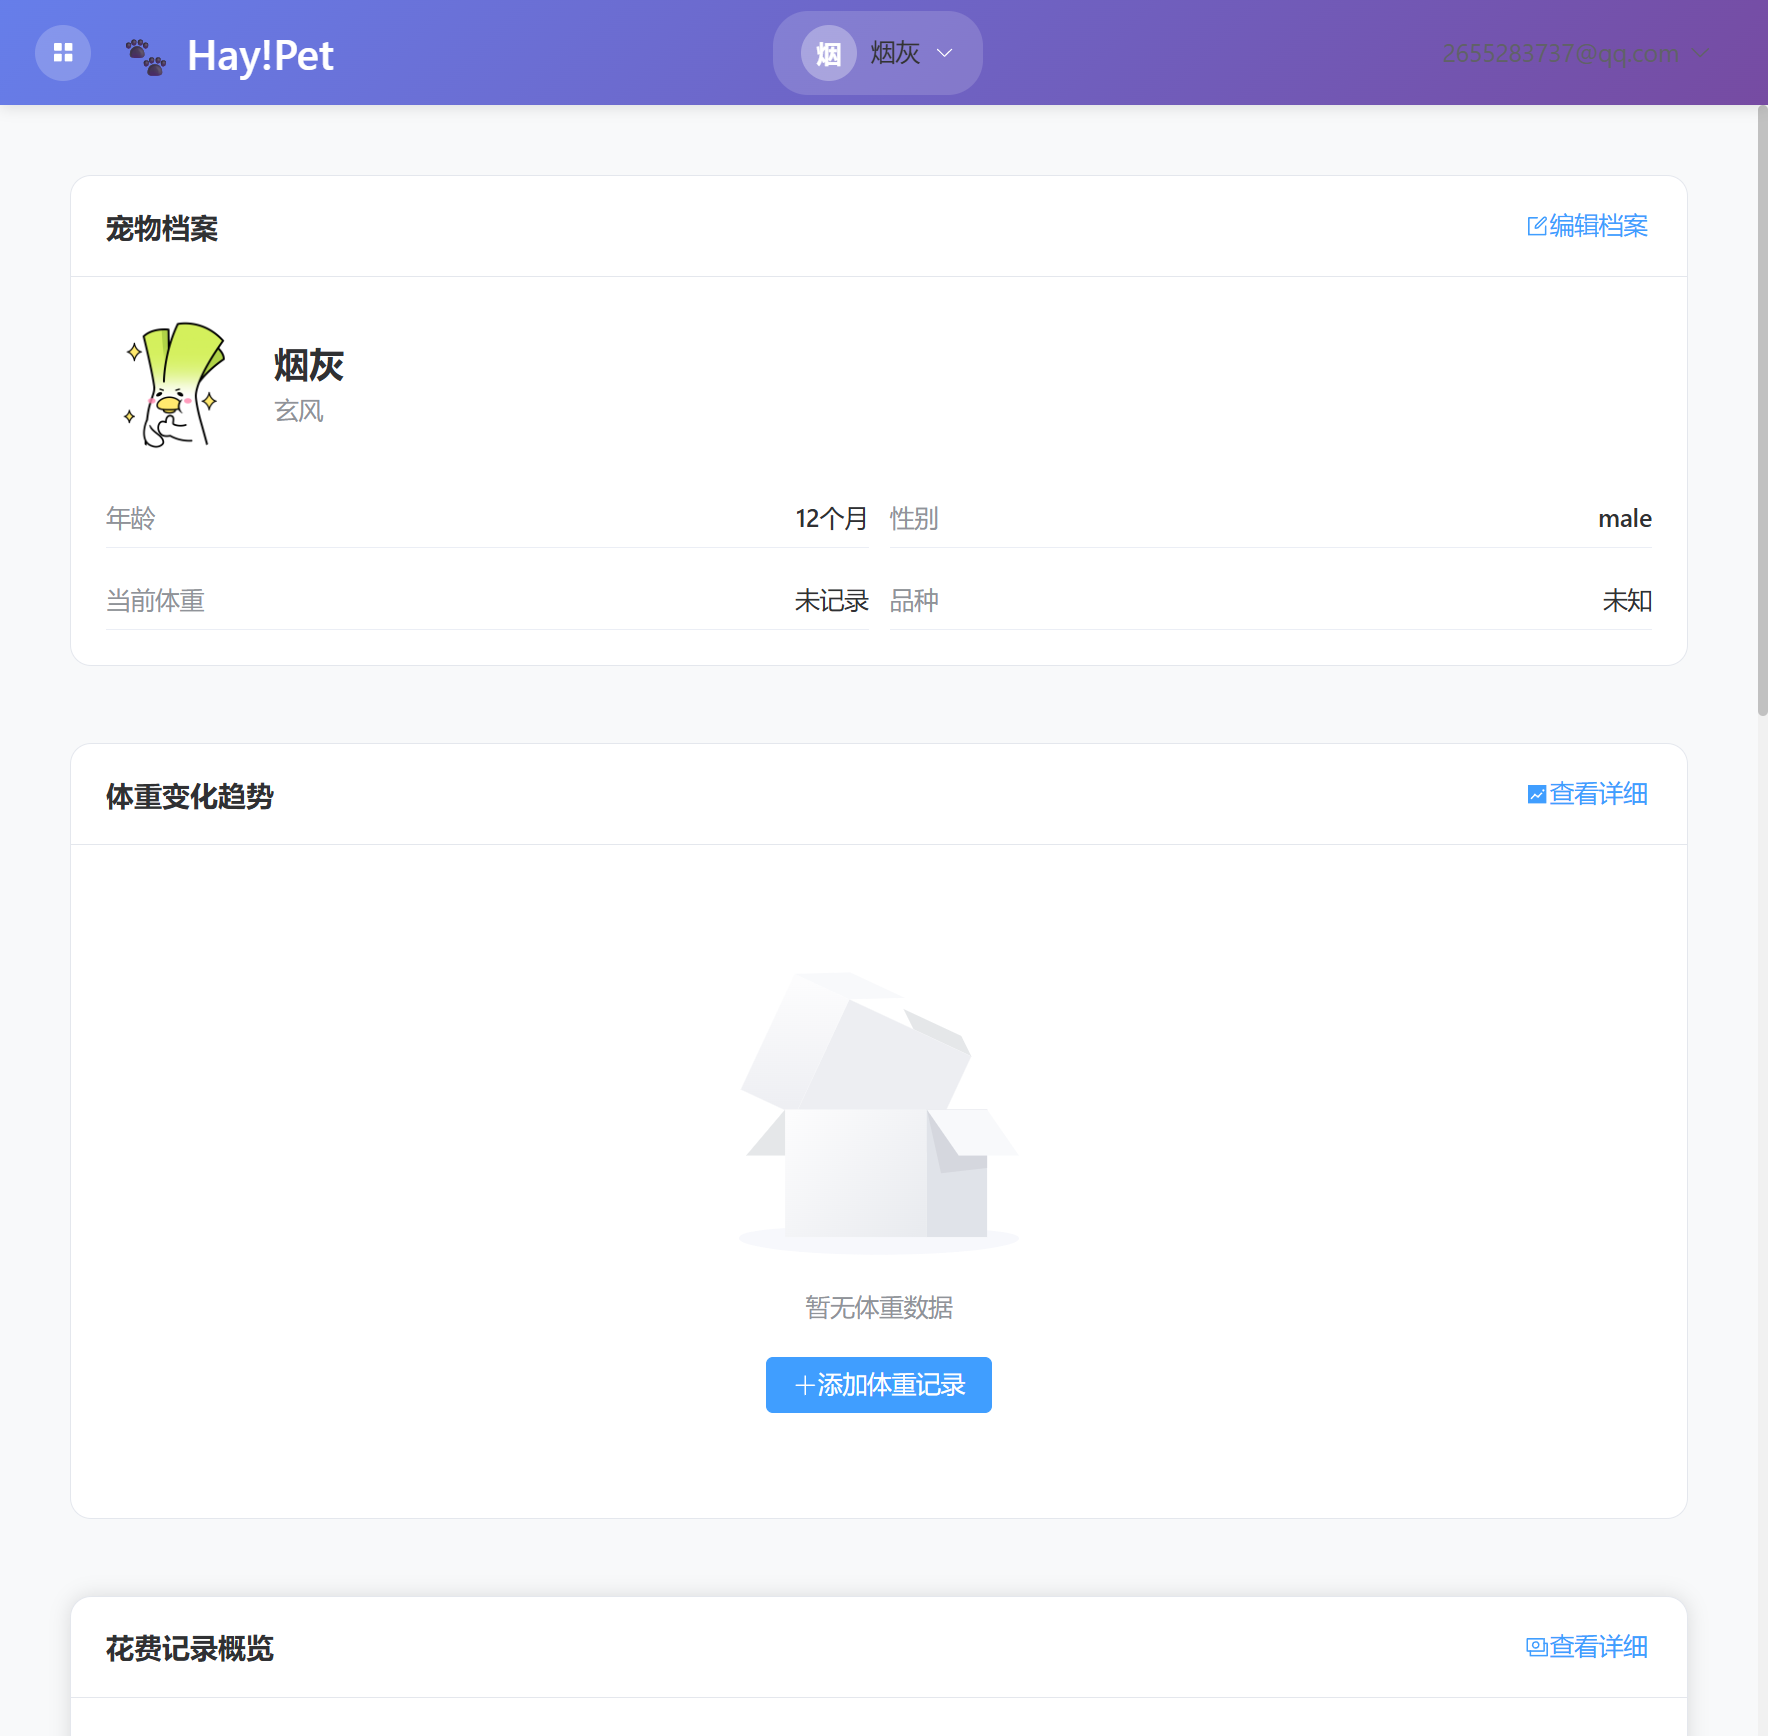 Hay!Pet
烟 烟灰
2655283737@qq.com
宠物档案
编辑档案
烟灰
玄风
年龄 12个月
性别 male
当前体重 未记录
品种 未知
体重变化趋势
查看详细
暂无体重数据
添加体重记录
花费记录概览
查看详细